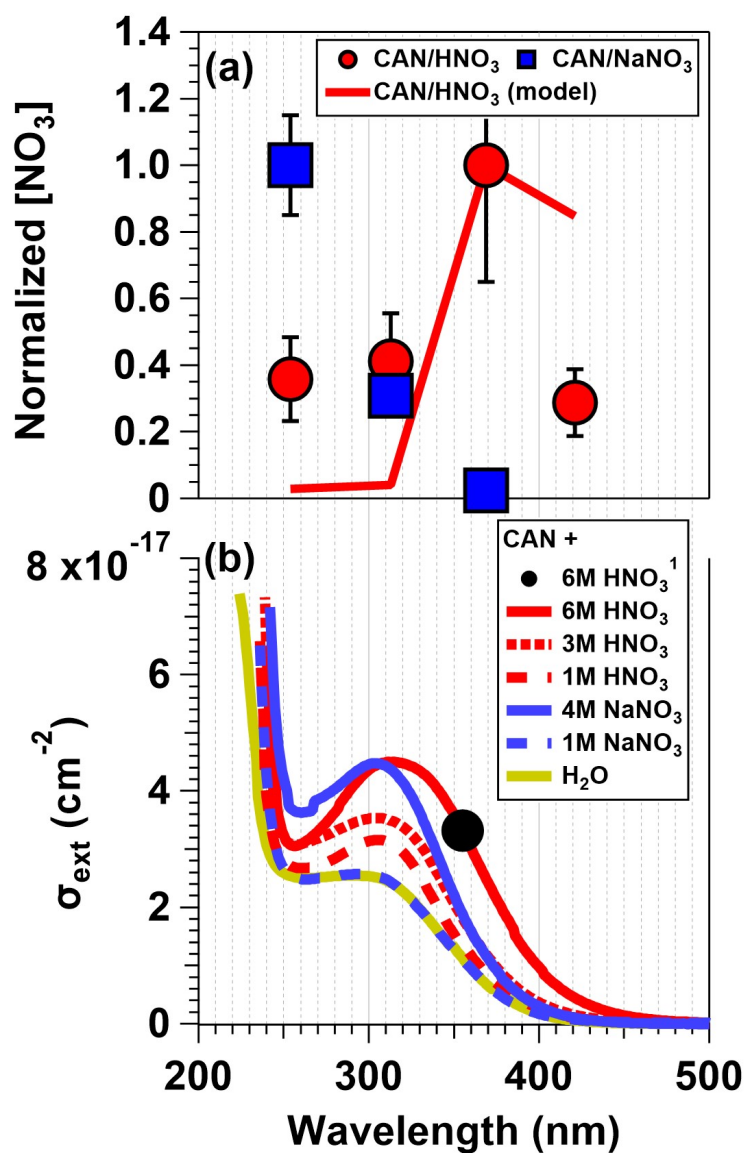 1.4
(a)
CAN/HNO₃ CAN/NaNO₃
CAN/HNO₃ (model)
1.2
1.0
0.8
0.6
0.4
0.2
0
Normalized [NO₃]
(b)
8 x10⁻¹⁷
6
4
2
0
σext (cm⁻²)
CAN +
6M HNO₃¹
6M HNO₃
3M HNO₃
1M HNO₃
4M NaNO₃
1M NaNO₃
H₂O
200 300 400 500
Wavelength (nm)